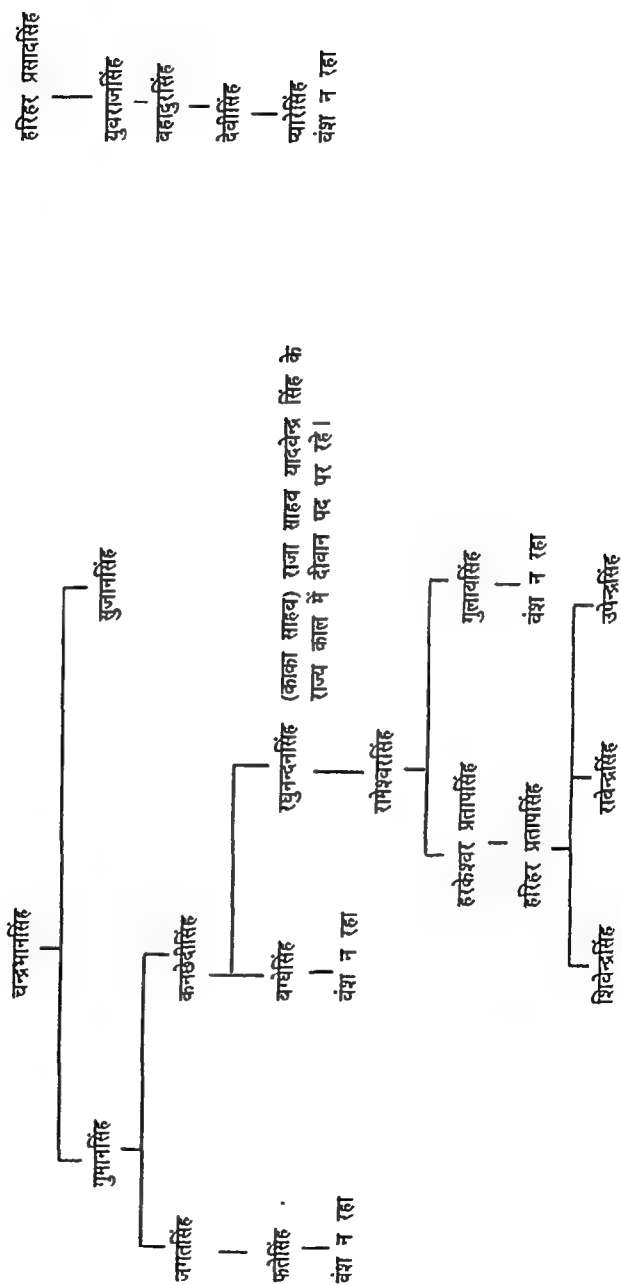 चन्द्रभानसिंह
गुमानसिंह
सुजानसिंह
जगतसिंह
कनछेदीसिंह
फतेसिंह
वंश न रहा
बग्घेसिंह
वंश न रहा
रघुनन्दनसिंह (काका साहब) राजा साहब यादवेन्द्र सिंह के
राज्य काल में दीवान पद पर रहे।
रामेश्वरसिंह
हरकेश्वर प्रतापसिंह
गुलाबसिंह
वंश न रहा
हरिहर प्रतापसिंह
शिवेन्द्रसिंह
रावेन्द्रसिंह
उपेन्द्रसिंह
हरिहर प्रसादसिंह
युवराजसिंह
बहादुरसिंह
देवीसिंह
प्यारेसिंह
वंश न रहा